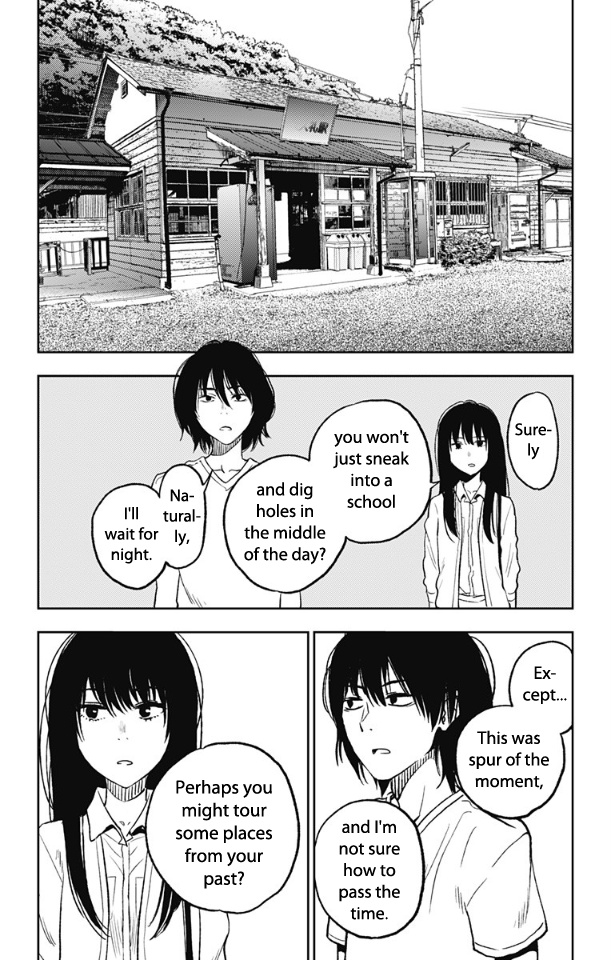 Sure-
ly
you won't
just sneak
into a
school
and dig
holes in
the middle
of the day?
Na-
tural-
ly,
I'll
wait for
night.
Ex-
cept...
This was
spur of the
moment,
and I'm
not sure
how to
pass the
time.
Perhaps you
might tour
some places
from your
past?